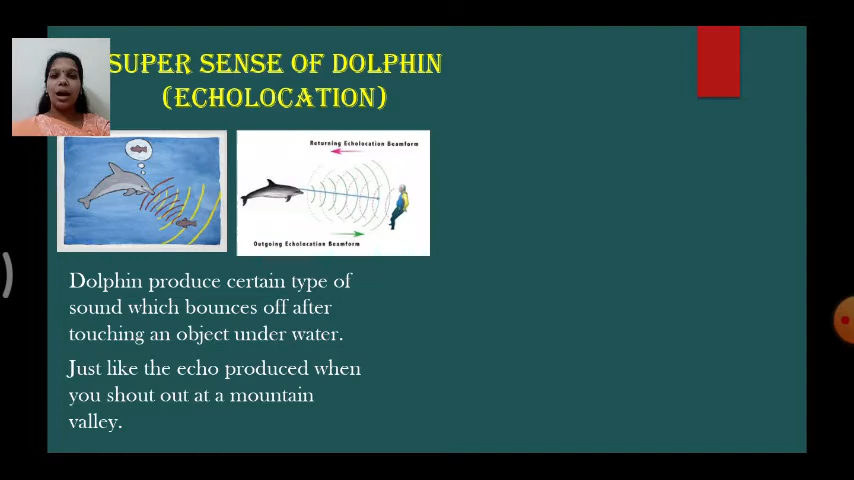 SUPER SENSE OF DOLPHIN
(ECHOLOCATION)
Returning Echolocation Beamform
Outgoing Echolocation Beamform
Dolphin produce certain type of
sound which bounces off after
touching an object under water.
Just like the echo produced when
you shout out at a mountain
valley.